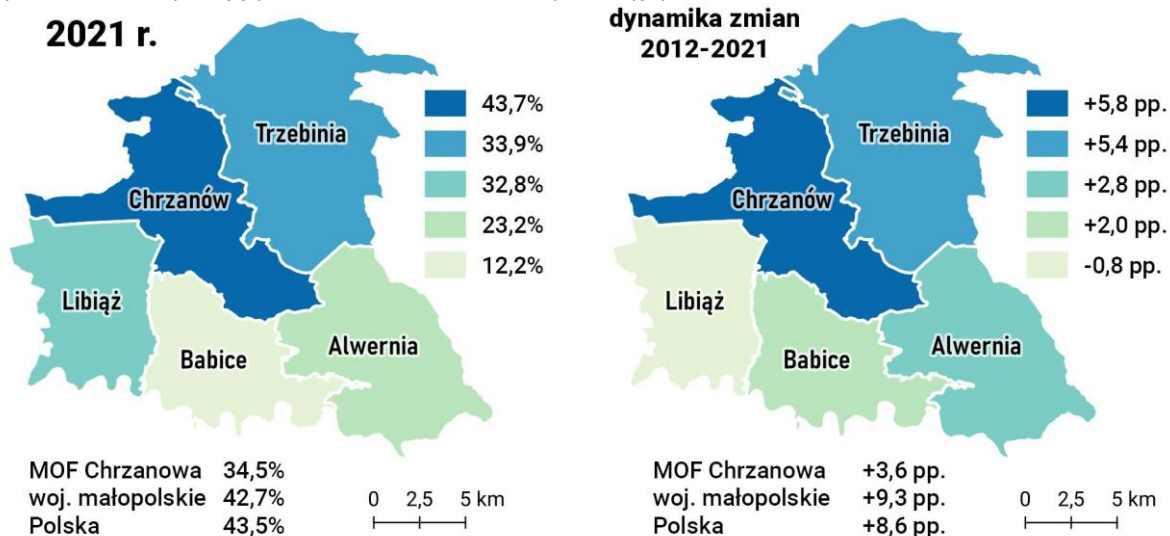 2021 r.
43,7%
33,9%
32,8%
23,2%
12,2%
Trzebinia
Chrzanów
Libiąż
Babice
Alwernia
MOF Chrzanowa 34,5%
woj. małopolskie 42,7%
Polska 43,5%
0 2,5 5 km
dynamika zmian
2012-2021
+5,8 pp.
+5,4 pp.
+2,8 pp.
+2,0 pp.
-0,8 pp.
Trzebinia
Chrzanów
Libiąż
Babice
Alwernia
MOF Chrzanowa +3,6 pp.
woj. małopolskie +9,3 pp.
Polska +8,6 pp.
0 2,5 5 km